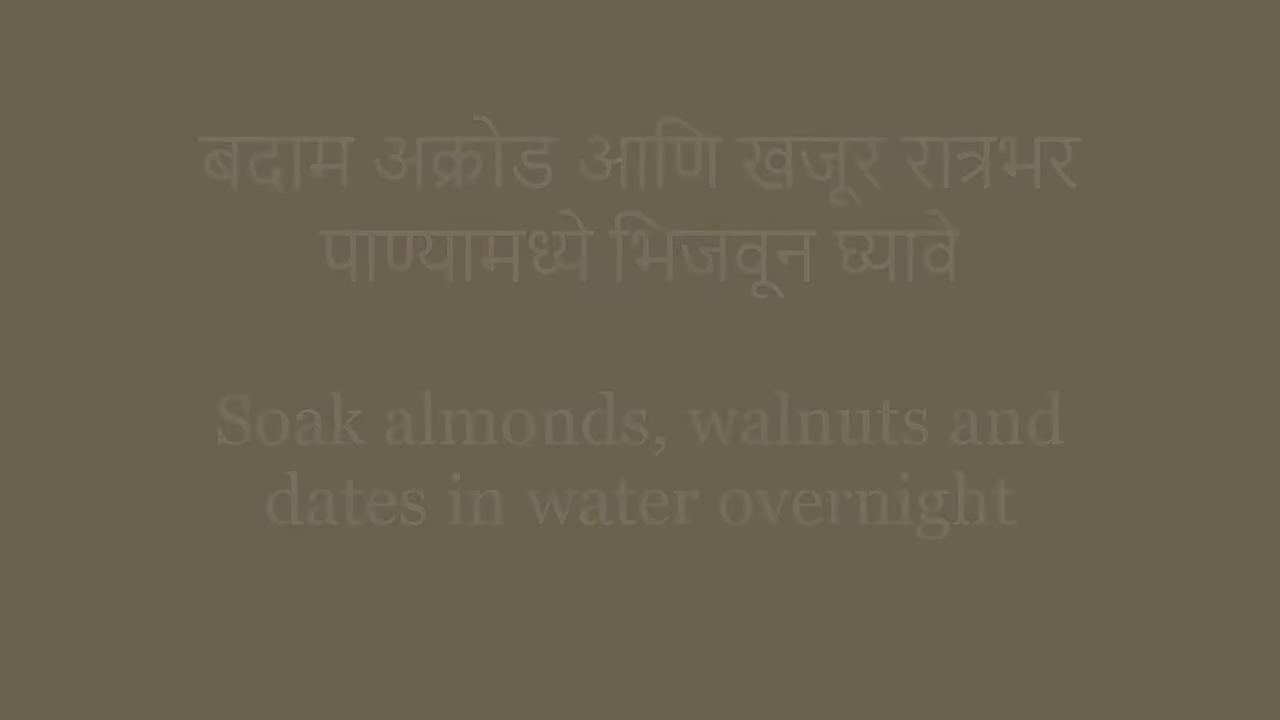 बदाम अक्रोड आणि खजूर रात्रभर
पाण्यामध्ये भिजवून घ्यावे
Soak almonds, walnuts and
dates in water overnight